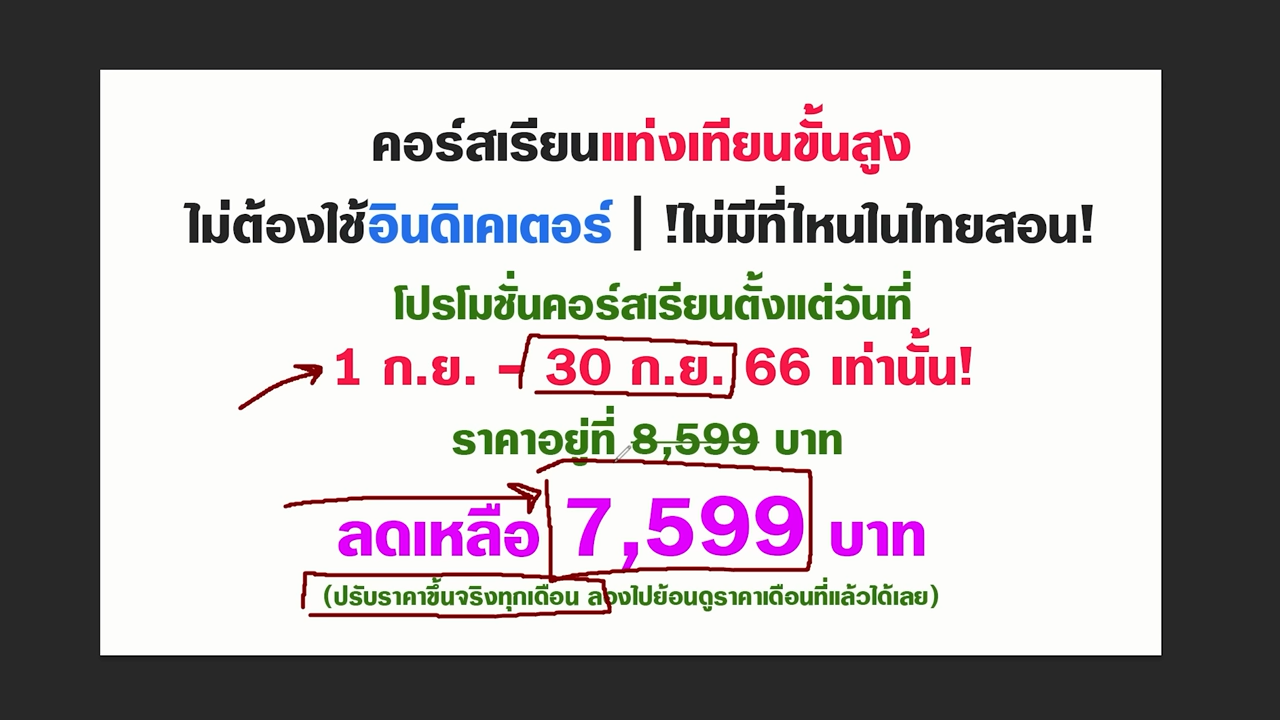 คอร์สเรียนแท่งเทียนขั้นสูง
ไม่ต้องใช้อินดิเคเตอร์ | !ไม่มีที่ไหนในไทยสอน!
โปรโมชั่นคอร์สเรียนตั้งแต่วันที่
1 ก.ย. - 30 ก.ย. 66 เท่านั้น!
ราคาอยู่ที่ 8,599 บาท
ลดเหลือ 7,599 บาท
(ปรับราคาขึ้นจริงทุกเดือน ลองไปย้อนดูราคาเดือนที่แล้วได้เลย)